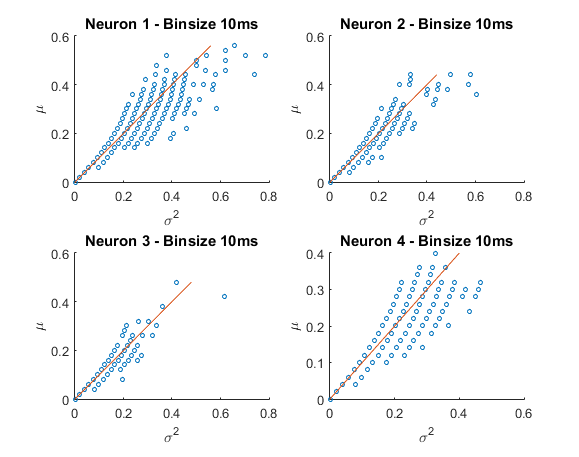 Neuron 1 - Binsize 10ms
0.6
0.4
0.2
0
μ
0 0.2 0.4 0.6 0.8
σ²
Neuron 2 - Binsize 10ms
0.6
0.4
0.2
0
μ
0 0.2 0.4 0.6 0.8
σ²
Neuron 3 - Binsize 10ms
0.6
0.4
0.2
0
μ
0 0.2 0.4 0.6 0.8
σ²
Neuron 4 - Binsize 10ms
0.4
0.3
0.2
0.1
0
μ
0 0.2 0.4 0.6
σ²